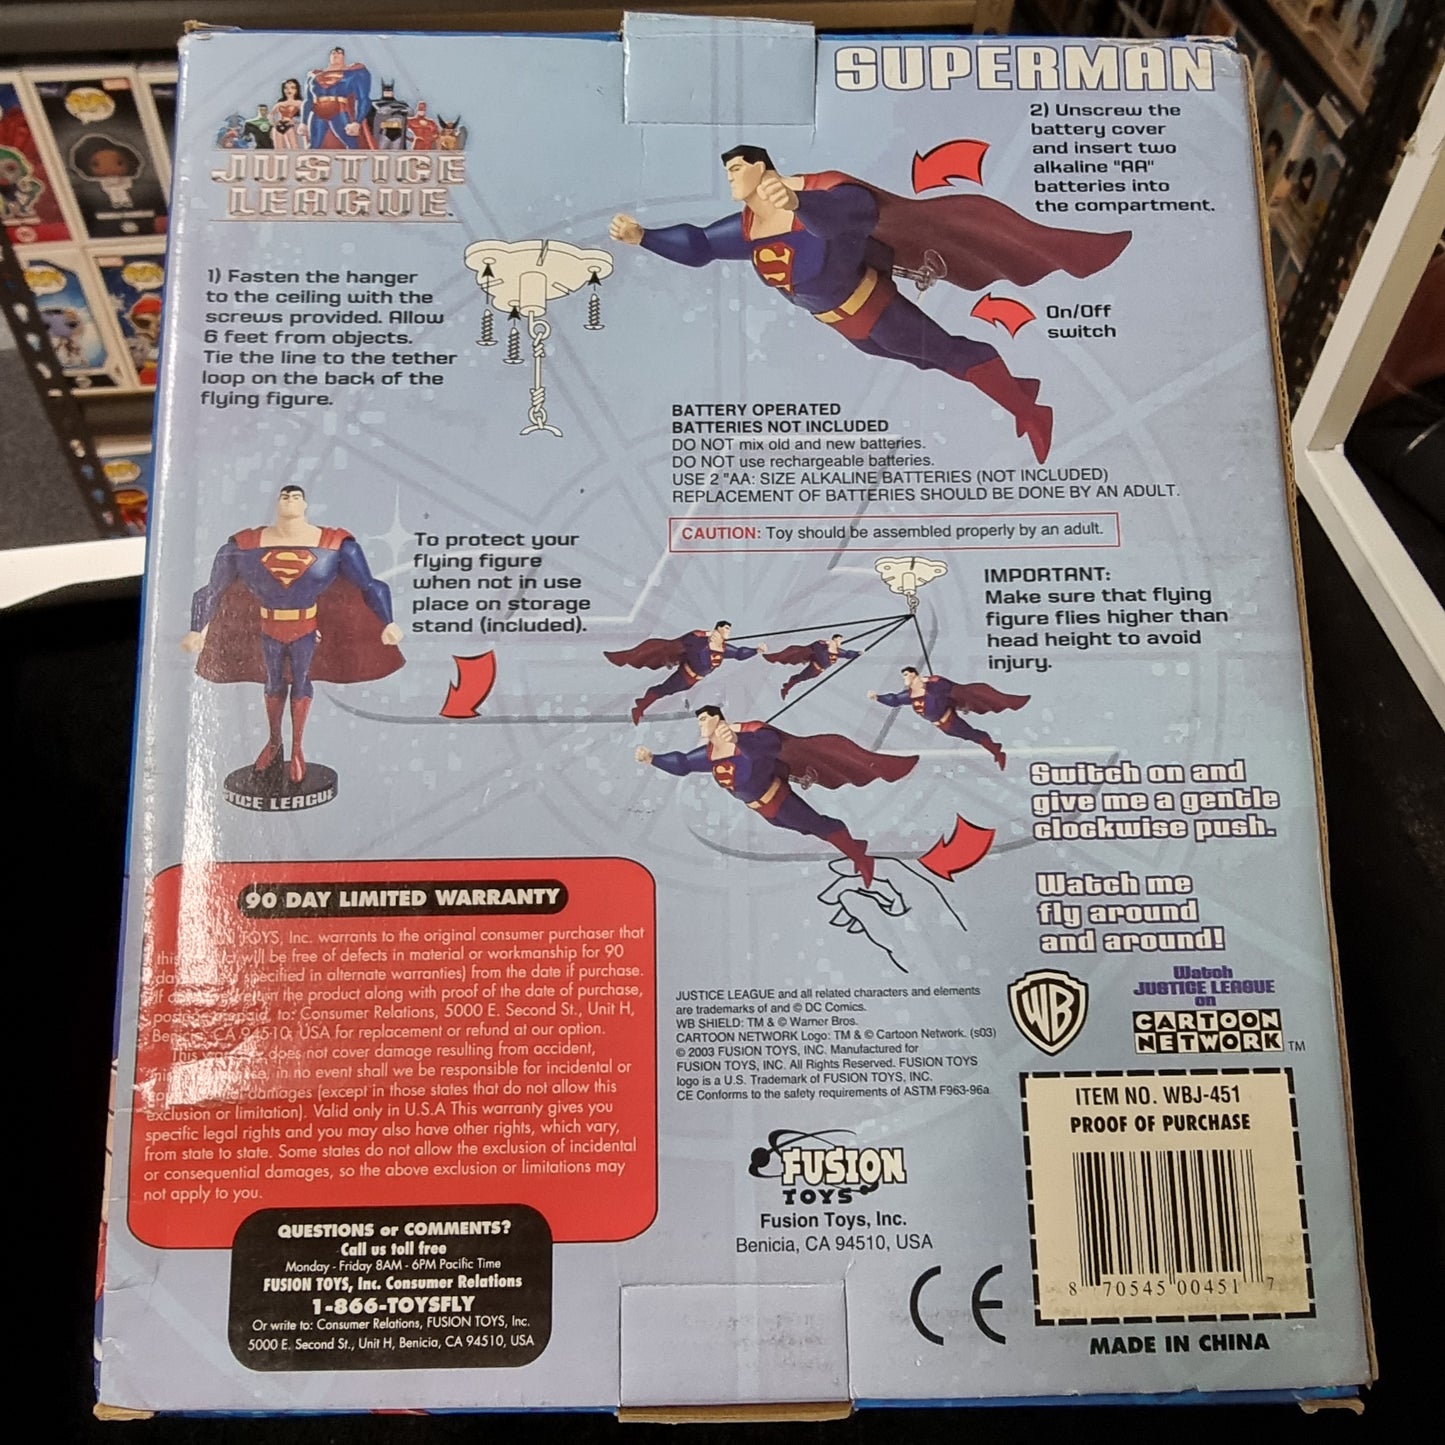 SUPERMAN
JUSTICE
LEAGUE
1) Fasten the hanger
to the ceiling with the
screws provided. Allow
6 feet from objects.
Tie the line to the tether
loop on the back of the
flying figure.
2) Unscrew the
battery cover
and insert two
alkaline "AA"
batteries into
the compartment.
On/Off
switch
BATTERY OPERATED
BATTERIES NOT INCLUDED
DO NOT mix old and new batteries.
DO NOT use rechargeable batteries.
USE 2 "AA: SIZE ALKALINE BATTERIES (NOT INCLUDED)
REPLACEMENT OF BATTERIES SHOULD BE DONE BY AN ADULT.
CAUTION: Toy should be assembled properly by an adult.
To protect your
flying figure
when not in use
place on storage
stand (included).
TICE LEAGUE
IMPORTANT:
Make sure that flying
figure flies higher than
head height to avoid
injury.
Switch on and
give me a gentle
clockwise push.
Watch me
fly around
and around!
90 DAY LIMITED WARRANTY
TOYS, Inc. warrants to the original consumer purchaser that
this will be free of defects in material or workmanship for 90
specified in alternate warranties) from the date if purchase.
If the product along with proof of the date of purchase,
to: Consumer Relations, 5000 E. Second St., Unit H,
CA 94510, USA for replacement or refund at our option.
This does not cover damage resulting from accident,
in no event shall we be responsible for incidental or
damages (except in those states that do not allow this
exclusion or limitation). Valid only in U.S.A This warranty gives you
specific legal rights and you may also have other rights, which vary,
from state to state. Some states do not allow the exclusion of incidental
or consequential damages, so the above exclusion or limitations may
not apply to you.
QUESTIONS or COMMENTS?
Call us toll free
Monday - Friday 8AM - 6PM Pacific Time
FUSION TOYS, Inc. Consumer Relations
1-866-TOYSFLY
Or write to: Consumer Relations, FUSION TOYS, Inc.
5000 E. Second St., Unit H, Benicia, CA 94510, USA
JUSTICE LEAGUE and all related characters and elements
are trademarks of and © DC Comics.
WB SHIELD: TM & © Warner Bros.
CARTOON NETWORK Logo: TM & © Cartoon Network. (s03)
© 2003 FUSION TOYS, INC. Manufactured for
FUSION TOYS, INC. All Rights Reserved. FUSION TOYS
logo is a U.S. Trademark of FUSION TOYS, INC.
CE Conforms to the safety requirements of ASTM F963-96a
WB
Watch
JUSTICE LEAGUE
on
CARTOON
NETWORK TM
FUSION
TOYS
Fusion Toys, Inc.
Benicia, CA 94510, USA
CE
ITEM NO. WBJ-451
PROOF OF PURCHASE
8 70545 00451 7
MADE IN CHINA